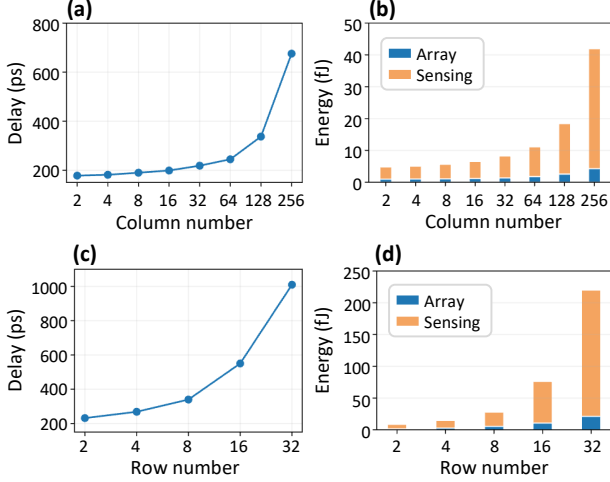 (a)
800
600
400
200
Delay (ps)
2 4 8 16 32 64 128 256
Column number
(b)
50
40
30
20
10
0
Energy (fJ)
Array
Sensing
2 4 8 16 32 64 128 256
Column number
(c)
1000
800
600
400
200
Delay (ps)
2 4 8 16 32
Row number
(d)
250
200
150
100
50
0
Energy (fJ)
Array
Sensing
2 4 8 16 32
Row number